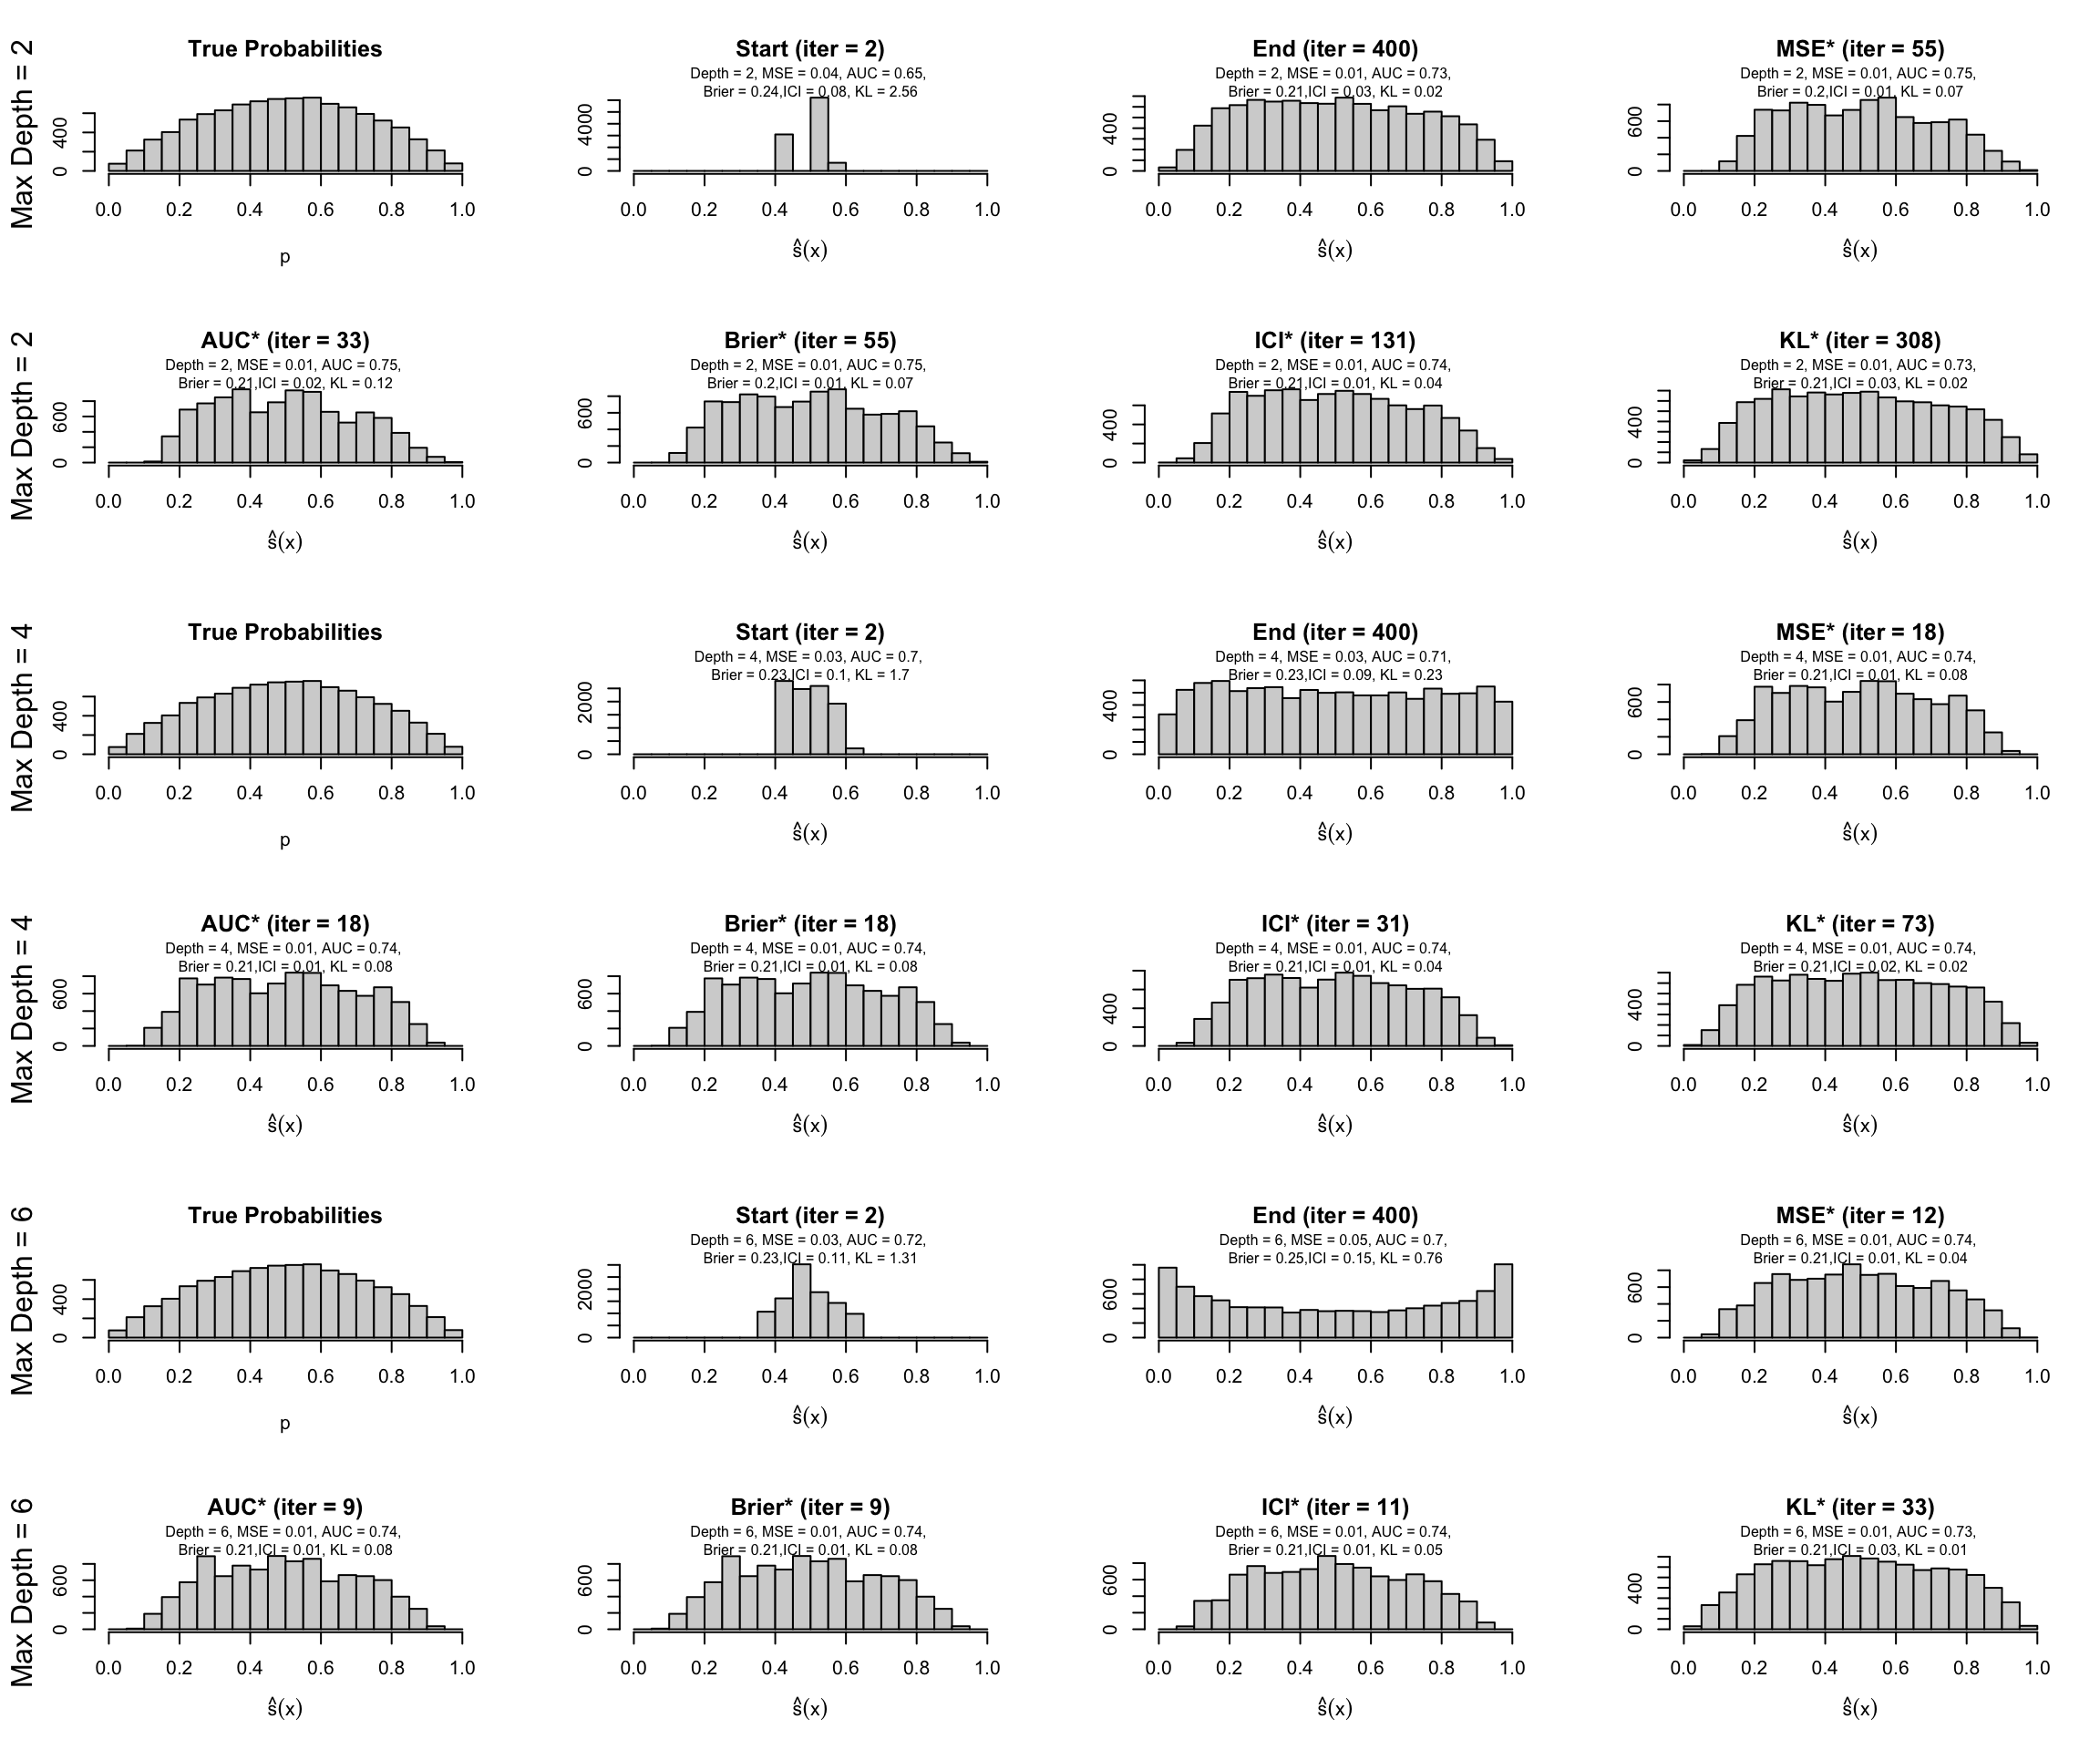 Max Depth = 2
True Probabilities
0 400
0.0 0.2 0.4 0.6 0.8 1.0
p
Start (iter = 2)
Depth = 2, MSE = 0.04, AUC = 0.65,
Brier = 0.24,ICI = 0.08, KL = 2.56
0 4000
0.0 0.2 0.4 0.6 0.8 1.0
ŝ(x)
End (iter = 400)
Depth = 2, MSE = 0.01, AUC = 0.73,
Brier = 0.21,ICI = 0.03, KL = 0.02
0 400
0.0 0.2 0.4 0.6 0.8 1.0
ŝ(x)
MSE* (iter = 55)
Depth = 2, MSE = 0.01, AUC = 0.75,
Brier = 0.2,ICI = 0.01, KL = 0.07
0 600
0.0 0.2 0.4 0.6 0.8 1.0
ŝ(x)
Max Depth = 2
AUC* (iter = 33)
Depth = 2, MSE = 0.01, AUC = 0.75,
Brier = 0.21,ICI = 0.02, KL = 0.12
0 600
0.0 0.2 0.4 0.6 0.8 1.0
ŝ(x)
Brier* (iter = 55)
Depth = 2, MSE = 0.01, AUC = 0.75,
Brier = 0.2,ICI = 0.01, KL = 0.07
0 600
0.0 0.2 0.4 0.6 0.8 1.0
ŝ(x)
ICI* (iter = 131)
Depth = 2, MSE = 0.01, AUC = 0.74,
Brier = 0.21,ICI = 0.01, KL = 0.04
0 400
0.0 0.2 0.4 0.6 0.8 1.0
ŝ(x)
KL* (iter = 308)
Depth = 2, MSE = 0.01, AUC = 0.73,
Brier = 0.21,ICI = 0.03, KL = 0.02
0 400
0.0 0.2 0.4 0.6 0.8 1.0
ŝ(x)
Max Depth = 4
True Probabilities
0 400
0.0 0.2 0.4 0.6 0.8 1.0
p
Start (iter = 2)
Depth = 4, MSE = 0.03, AUC = 0.7,
Brier = 0.23,ICI = 0.1, KL = 1.7
0 2000
0.0 0.2 0.4 0.6 0.8 1.0
ŝ(x)
End (iter = 400)
Depth = 4, MSE = 0.03, AUC = 0.71,
Brier = 0.23,ICI = 0.09, KL = 0.23
0 400
0.0 0.2 0.4 0.6 0.8 1.0
ŝ(x)
MSE* (iter = 18)
Depth = 4, MSE = 0.01, AUC = 0.74,
Brier = 0.21,ICI = 0.01, KL = 0.08
0 600
0.0 0.2 0.4 0.6 0.8 1.0
ŝ(x)
Max Depth = 4
AUC* (iter = 18)
Depth = 4, MSE = 0.01, AUC = 0.74,
Brier = 0.21,ICI = 0.01, KL = 0.08
0 600
0.0 0.2 0.4 0.6 0.8 1.0
ŝ(x)
Brier* (iter = 18)
Depth = 4, MSE = 0.01, AUC = 0.74,
Brier = 0.21,ICI = 0.01, KL = 0.08
0 600
0.0 0.2 0.4 0.6 0.8 1.0
ŝ(x)
ICI* (iter = 31)
Depth = 4, MSE = 0.01, AUC = 0.74,
Brier = 0.21,ICI = 0.01, KL = 0.04
0 400
0.0 0.2 0.4 0.6 0.8 1.0
ŝ(x)
KL* (iter = 73)
Depth = 4, MSE = 0.01, AUC = 0.74,
Brier = 0.21,ICI = 0.02, KL = 0.02
0 400
0.0 0.2 0.4 0.6 0.8 1.0
ŝ(x)
Max Depth = 6
True Probabilities
0 400
0.0 0.2 0.4 0.6 0.8 1.0
p
Start (iter = 2)
Depth = 6, MSE = 0.03, AUC = 0.72,
Brier = 0.23,ICI = 0.11, KL = 1.31
0 2000
0.0 0.2 0.4 0.6 0.8 1.0
ŝ(x)
End (iter = 400)
Depth = 6, MSE = 0.05, AUC = 0.7,
Brier = 0.25,ICI = 0.15, KL = 0.76
0 600
0.0 0.2 0.4 0.6 0.8 1.0
ŝ(x)
MSE* (iter = 12)
Depth = 6, MSE = 0.01, AUC = 0.74,
Brier = 0.21,ICI = 0.01, KL = 0.04
0 600
0.0 0.2 0.4 0.6 0.8 1.0
ŝ(x)
Max Depth = 6
AUC* (iter = 9)
Depth = 6, MSE = 0.01, AUC = 0.74,
Brier = 0.21,ICI = 0.01, KL = 0.08
0 600
0.0 0.2 0.4 0.6 0.8 1.0
ŝ(x)
Brier* (iter = 9)
Depth = 6, MSE = 0.01, AUC = 0.74,
Brier = 0.21,ICI = 0.01, KL = 0.08
0 600
0.0 0.2 0.4 0.6 0.8 1.0
ŝ(x)
ICI* (iter = 11)
Depth = 6, MSE = 0.01, AUC = 0.74,
Brier = 0.21,ICI = 0.01, KL = 0.05
0 600
0.0 0.2 0.4 0.6 0.8 1.0
ŝ(x)
KL* (iter = 33)
Depth = 6, MSE = 0.01, AUC = 0.73,
Brier = 0.21,ICI = 0.03, KL = 0.01
0 400
0.0 0.2 0.4 0.6 0.8 1.0
ŝ(x)